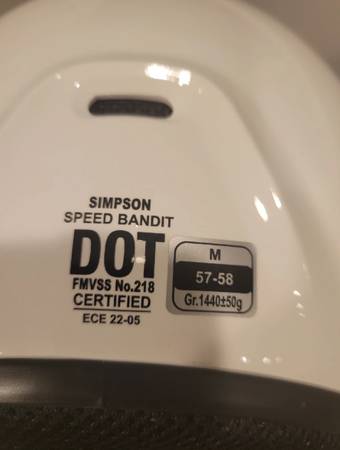 SIMPSON
SPEED BANDIT
DOT
FMVSS No.218
CERTIFIED
ECE 22-05
M
57-58
Gr.1440±50g